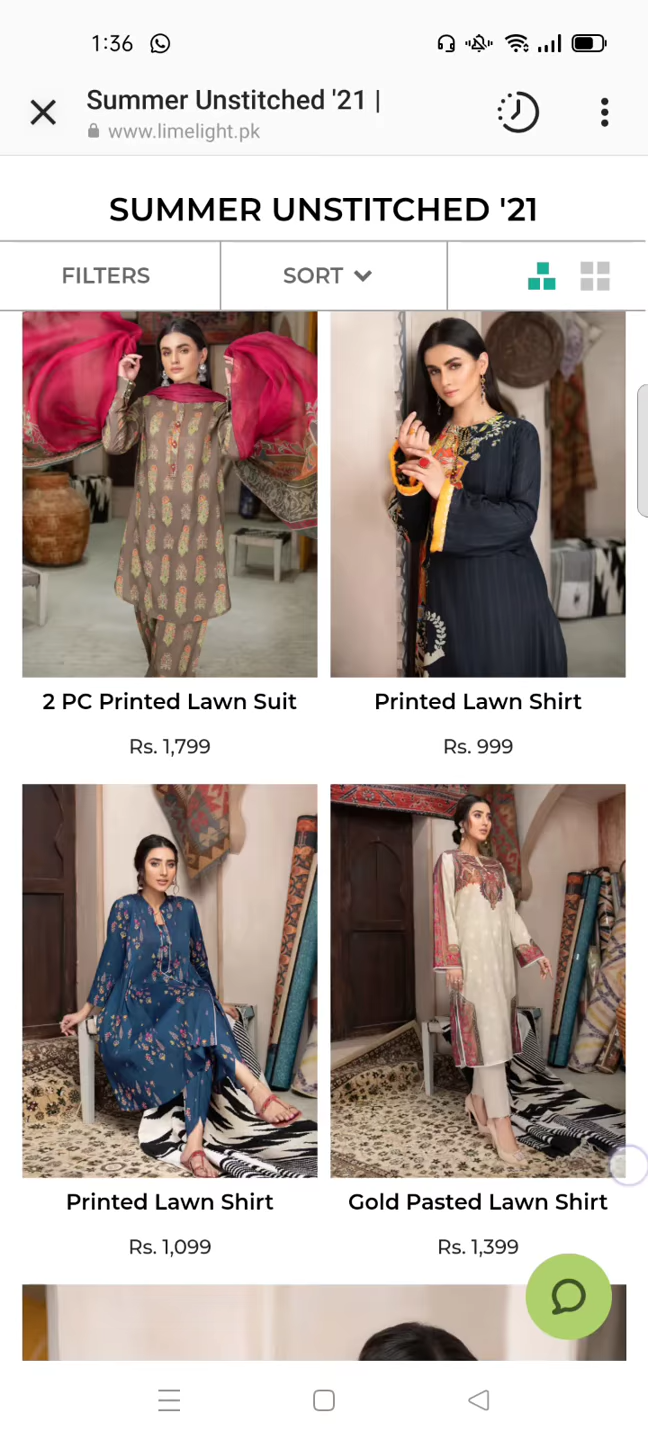 1:36
Summer Unstitched '21 |
www.limelight.pk
SUMMER UNSTITCHED '21
FILTERS
SORT
2 PC Printed Lawn Suit
Rs. 1,799
Printed Lawn Shirt
Rs. 999
Printed Lawn Shirt
Rs. 1,099
Gold Pasted Lawn Shirt
Rs. 1,399